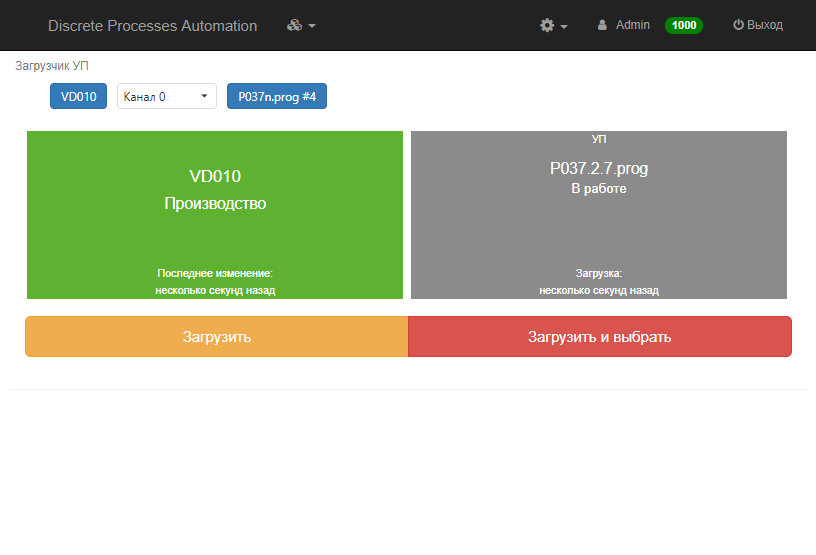 Discrete Processes Automation
Admin
1000
Выход
Загрузчик УП
VD010
Канал 0
P037n.prog #4
VD010
Производство
Последнее изменение:
несколько секунд назад
УП
P037.2.7.prog
В работе
Загрузка:
несколько секунд назад
Загрузить
Загрузить и выбрать